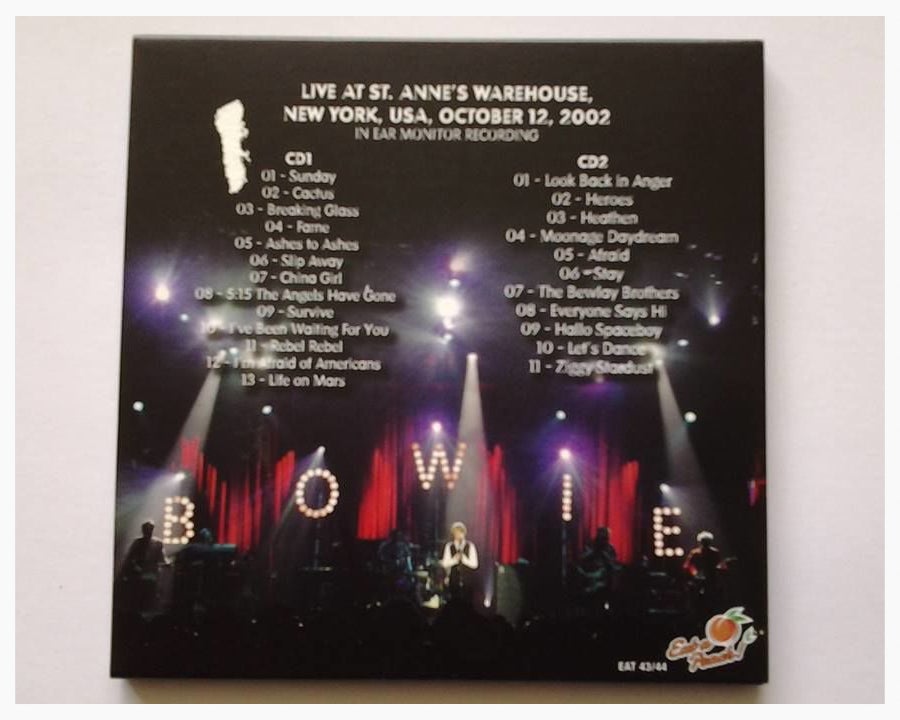 LIVE AT ST. ANNE'S WAREHOUSE,
NEW YORK, USA, OCTOBER 12, 2002
IN EAR MONITOR RECORDING
CD1
01 - Sunday
02 - Cactus
03 - Breaking Glass
04 - Fame
05 - Ashes to Ashes
06 - Slip Away
07 - China Girl
08 - 5:15 The Angels Have Gone
09 - Survive
10 - I've Been Waiting For You
11 - Rebel Rebel
12 - I'm Afraid of Americans
13 - Life on Mars
CD2
01 - Look Back in Anger
02 - Heroes
03 - Heathen
04 - Moonage Daydream
05 - Afraid
06 - Stay
07 - The Bewlay Brothers
08 - Everyone Says Hi
09 - Hallo Spaceboy
10 - Let's Dance
11 - Ziggy Stardust
BOWIE
Eat a
Peach!
EAT 43/44